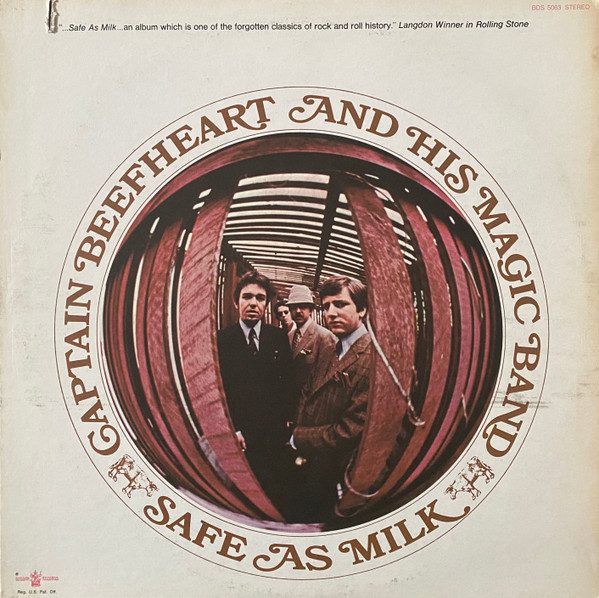 "...Safe As Milk...an album which is one of the forgotten classics of rock and roll history." Langdon Winner in Rolling Stone
BDS 5063 STEREO
CAPTAIN BEEFHEART AND HIS MAGIC BAND
SAFE AS MILK
Reg. U.S. Pat. Off.